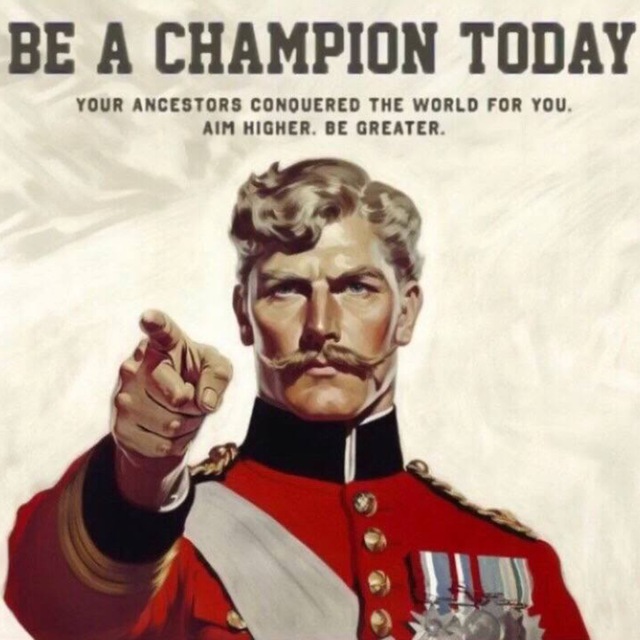 BE A CHAMPION TODAY
YOUR ANCESTORS CONQUERED THE WORLD FOR YOU.
AIM HIGHER. BE GREATER.